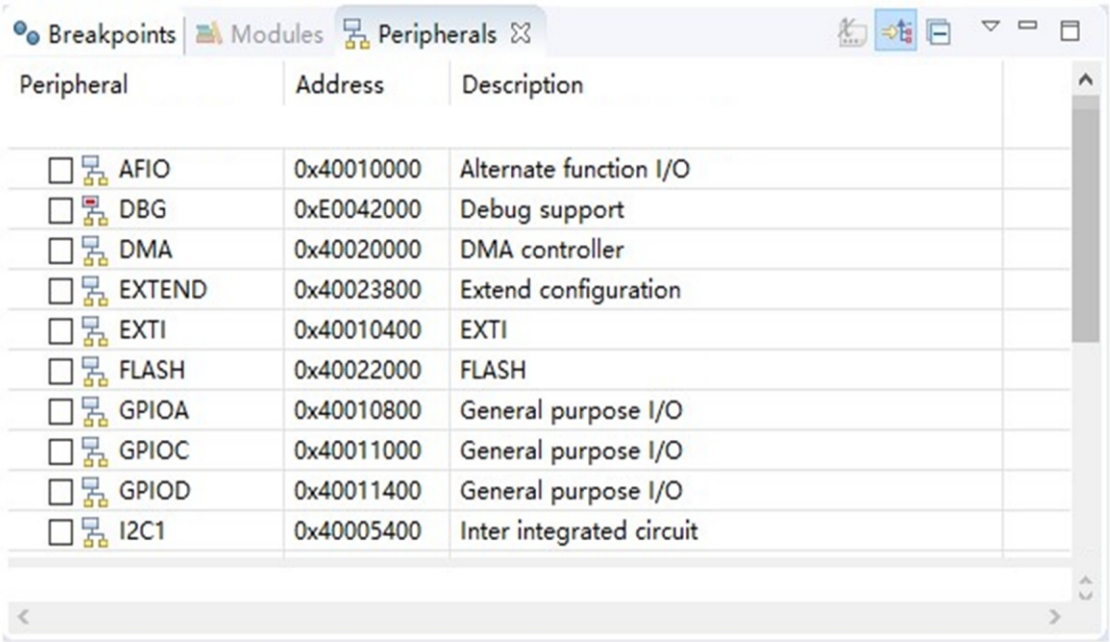 Breakpoints Modules Peripherals
Peripheral Address Description
AFIO 0x40010000 Alternate function I/O
DBG 0xE0042000 Debug support
DMA 0x40020000 DMA controller
EXTEND 0x40023800 Extend configuration
EXTI 0x40010400 EXTI
FLASH 0x40022000 FLASH
GPIOA 0x40010800 General purpose I/O
GPIOC 0x40011000 General purpose I/O
GPIOD 0x40011400 General purpose I/O
I2C1 0x40005400 Inter integrated circuit